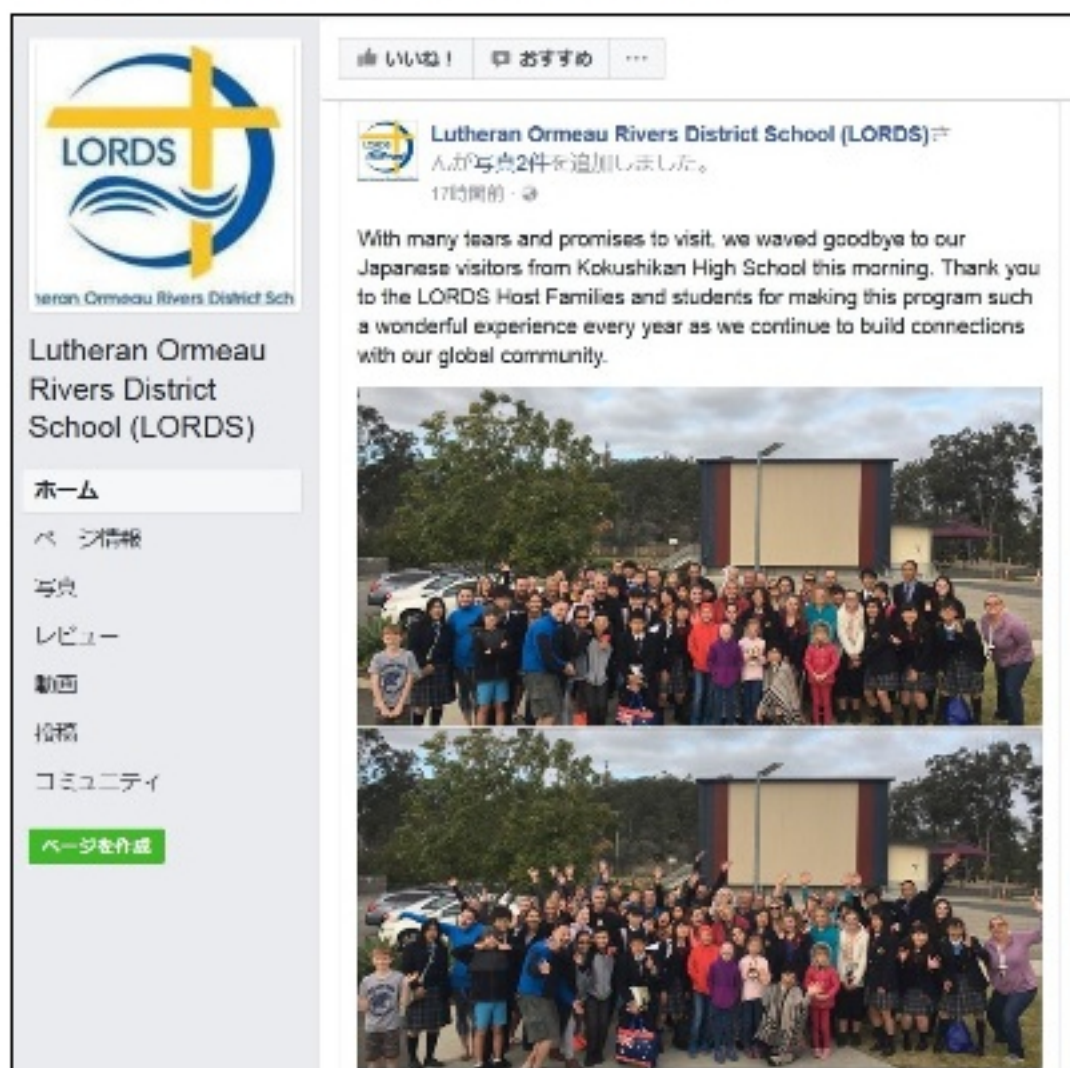 LORDS
heran Ormeau Rivers District Sch
Lutheran Ormeau
Rivers District
School (LORDS)
ホーム
ページ情報
写真
レビュー
動画
投稿
コミュニティ
ページを作成
いいね！ おすすめ ...
Lutheran Ormeau Rivers District School (LORDS)さ
んが写真2件を追加しました。
17時間前 ·
With many tears and promises to visit, we waved goodbye to our
Japanese visitors from Kokushikan High School this morning. Thank you
to the LORDS Host Families and students for making this program such
a wonderful experience every year as we continue to build connections
with our global community.